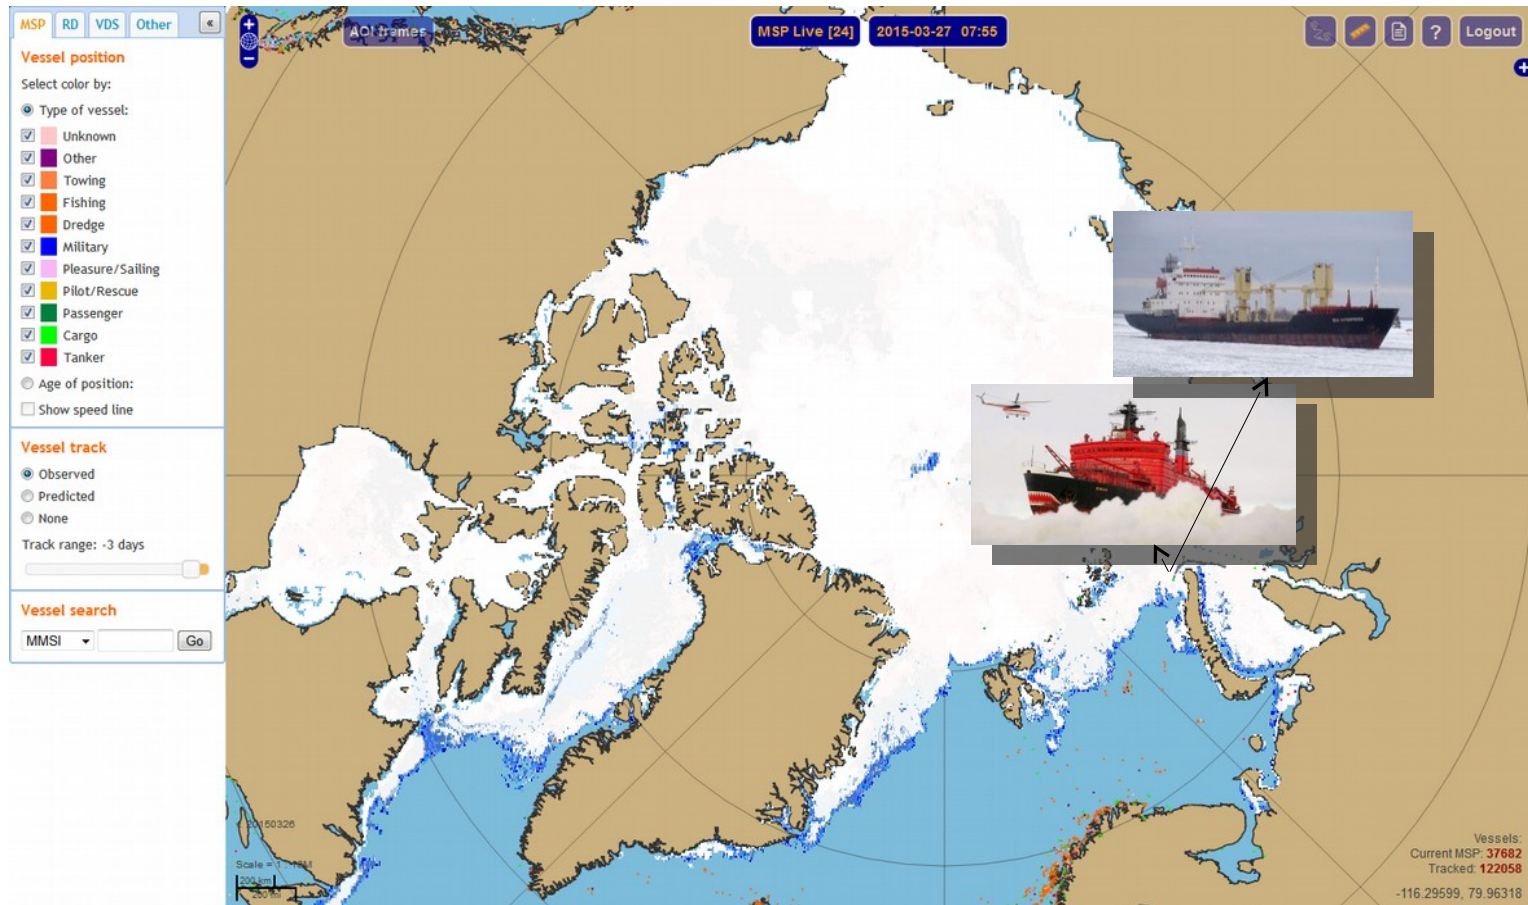 MSP RD VDS Other «
Vessel position
Select color by:
Type of vessel:
Unknown
Other
Towing
Fishing
Dredge
Military
Pleasure/Sailing
Pilot/Rescue
Passenger
Cargo
Tanker
Age of position:
Show speed line
Vessel track
Observed
Predicted
None
Track range: -3 days
Vessel search
MMSI Go
AOI frames
MSP Live [24] 2015-03-27 07:55
? Logout
20150326
200 km
Vessels:
Current MSP: 37682
Tracked: 122058
-116.29599, 79.96318